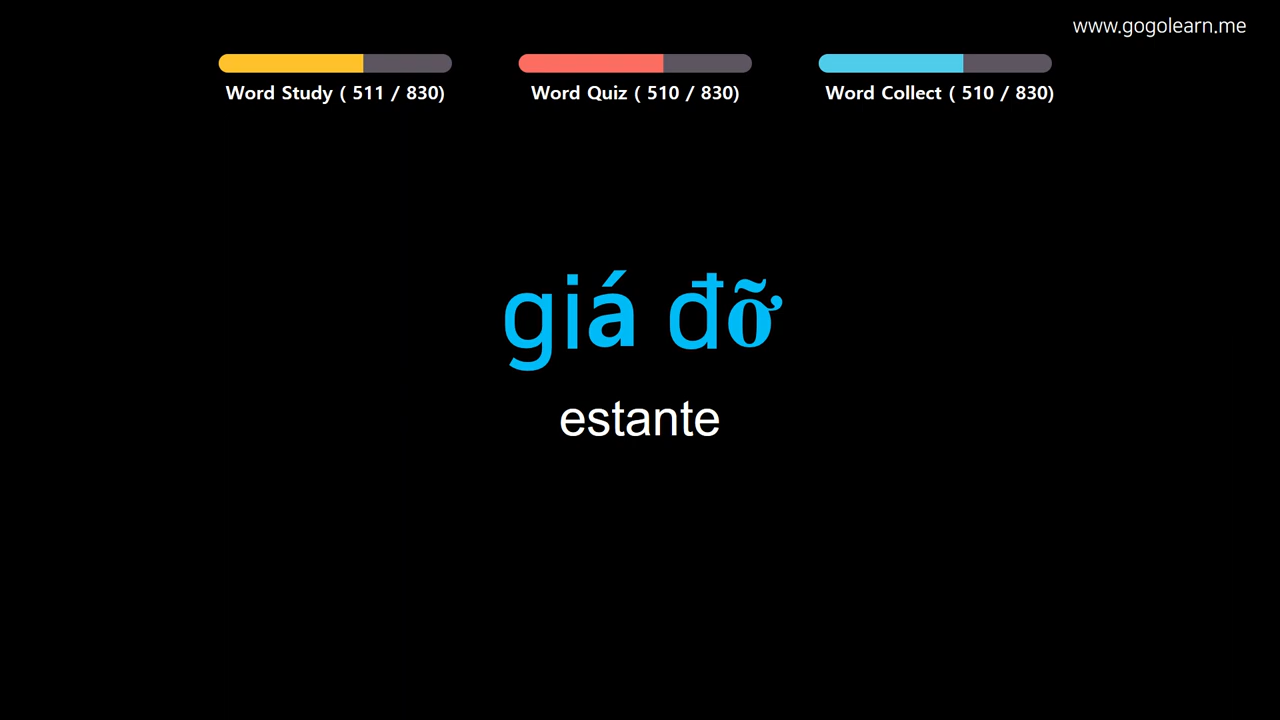 www.gogolearn.me
Word Study ( 511 / 830)
Word Quiz ( 510 / 830)
Word Collect ( 510 / 830)
giá đỡ
estante